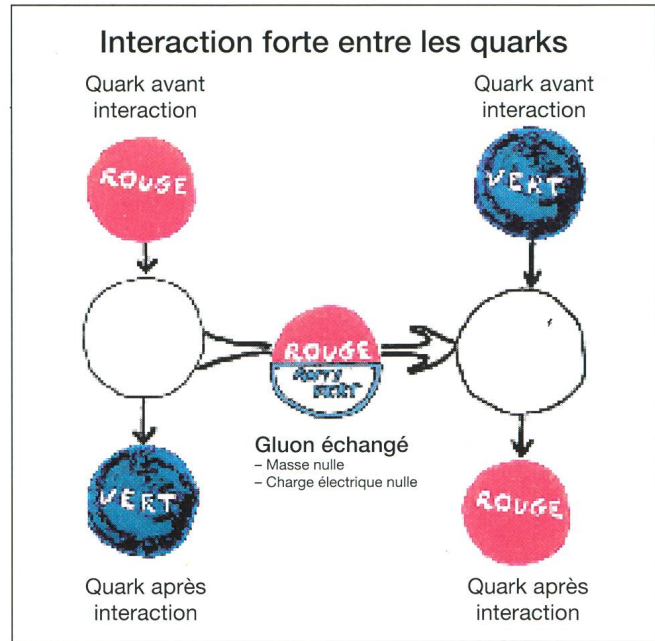 Interaction forte entre les quarks
Quark avant
interaction
Quark avant
interaction
ROUGE
VERT
ROUGE
ANTI
VERT
Gluon échangé
– Masse nulle
– Charge électrique nulle
VERT
ROUGE
Quark après
interaction
Quark après
interaction